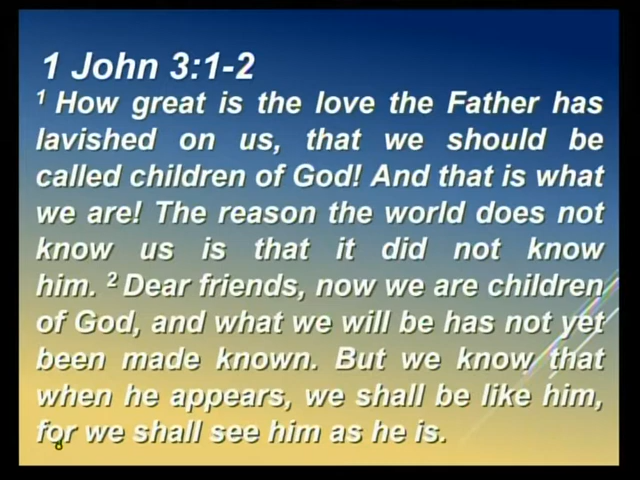 1 John 3:1-2
1 How great is the love the Father has
lavished on us, that we should be
called children of God! And that is what
we are! The reason the world does not
know us is that it did not know
him. 2 Dear friends, now we are children
of God, and what we will be has not yet
been made known. But we know that
when he appears, we shall be like him,
for we shall see him as he is.
8